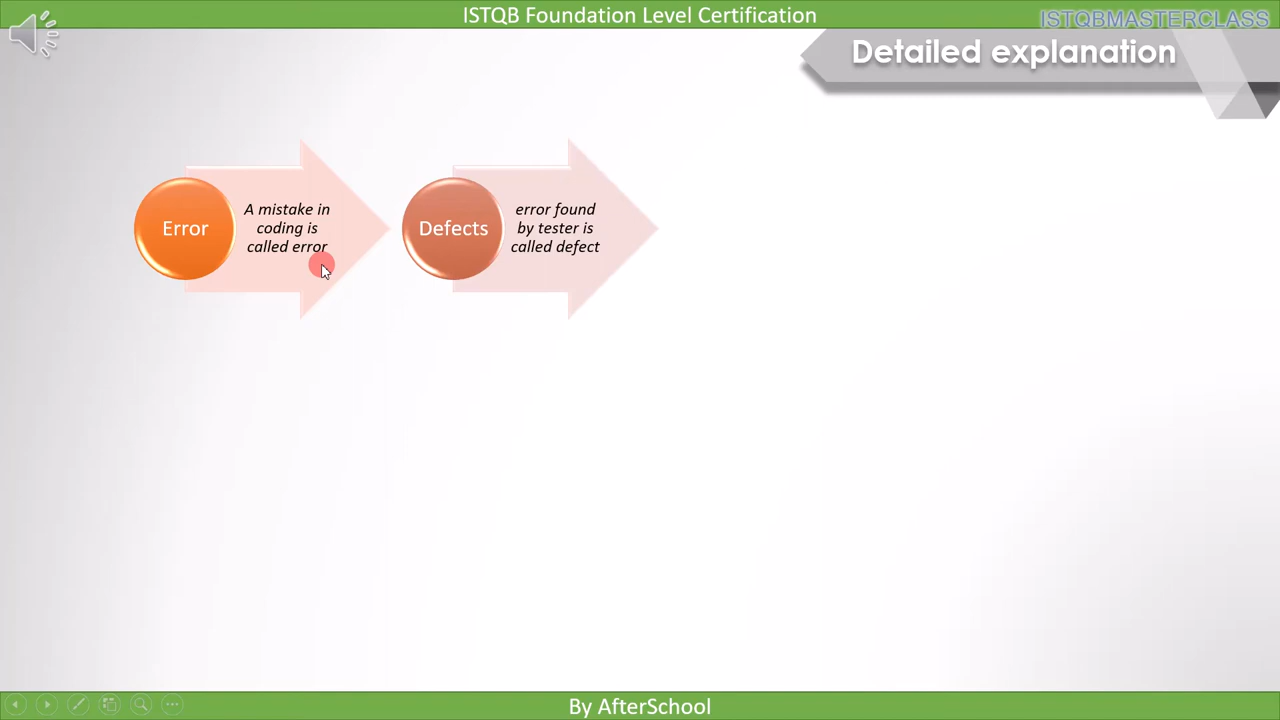 ISTQB Foundation Level Certification
ISTQBMASTERCLASS
Detailed explanation
Error
A mistake in
coding is
called error
Defects
error found
by tester is
called defect
By AfterSchool